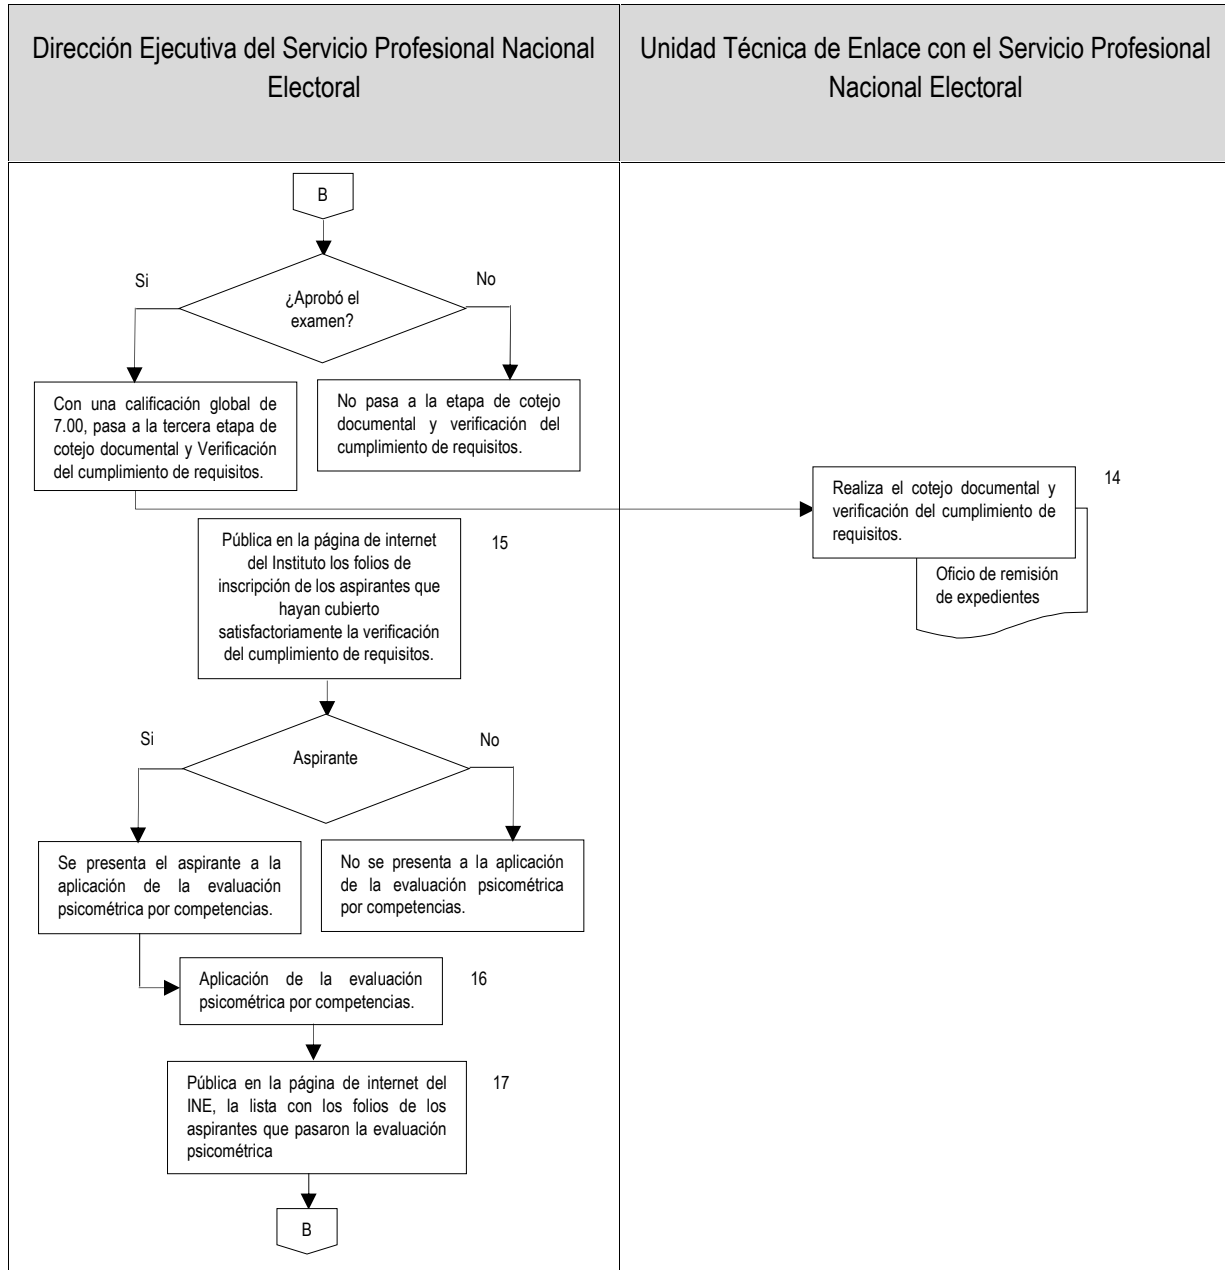 Dirección Ejecutiva del Servicio Profesional Nacional
Electoral
Unidad Técnica de Enlace con el Servicio Profesional
Nacional Electoral
B
¿Aprobó el
examen?
Si
No
Con una calificación global de
7.00, pasa a la tercera etapa de
cotejo documental y Verificación
del cumplimiento de requisitos.
No pasa a la etapa de cotejo
documental y verificación del
cumplimiento de requisitos.
Realiza el cotejo documental y
verificación del cumplimiento de
requisitos.
14
Oficio de remisión
de expedientes
Pública en la página de internet
del Instituto los folios de
inscripción de los aspirantes que
hayan cubierto
satisfactoriamente la verificación
del cumplimiento de requisitos.
15
Aspirante
Si
No
Se presenta el aspirante a la
aplicación de la evaluación
psicométrica por competencias.
No se presenta a la aplicación
de la evaluación psicométrica
por competencias.
Aplicación de la evaluación
psicométrica por competencias.
16
Pública en la página de internet del
INE, la lista con los folios de los
aspirantes que pasaron la evaluación
psicométrica
17
B